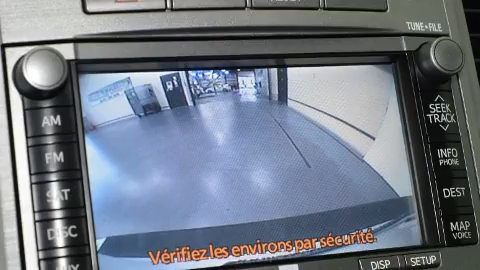 TUNE•FILE
AM
FM
SAT
DISC
SEEK
TRACK
INFO
PHONE
DEST
MAP
VOICE
Vérifiez les environs par sécurité.
DISP
SETUP